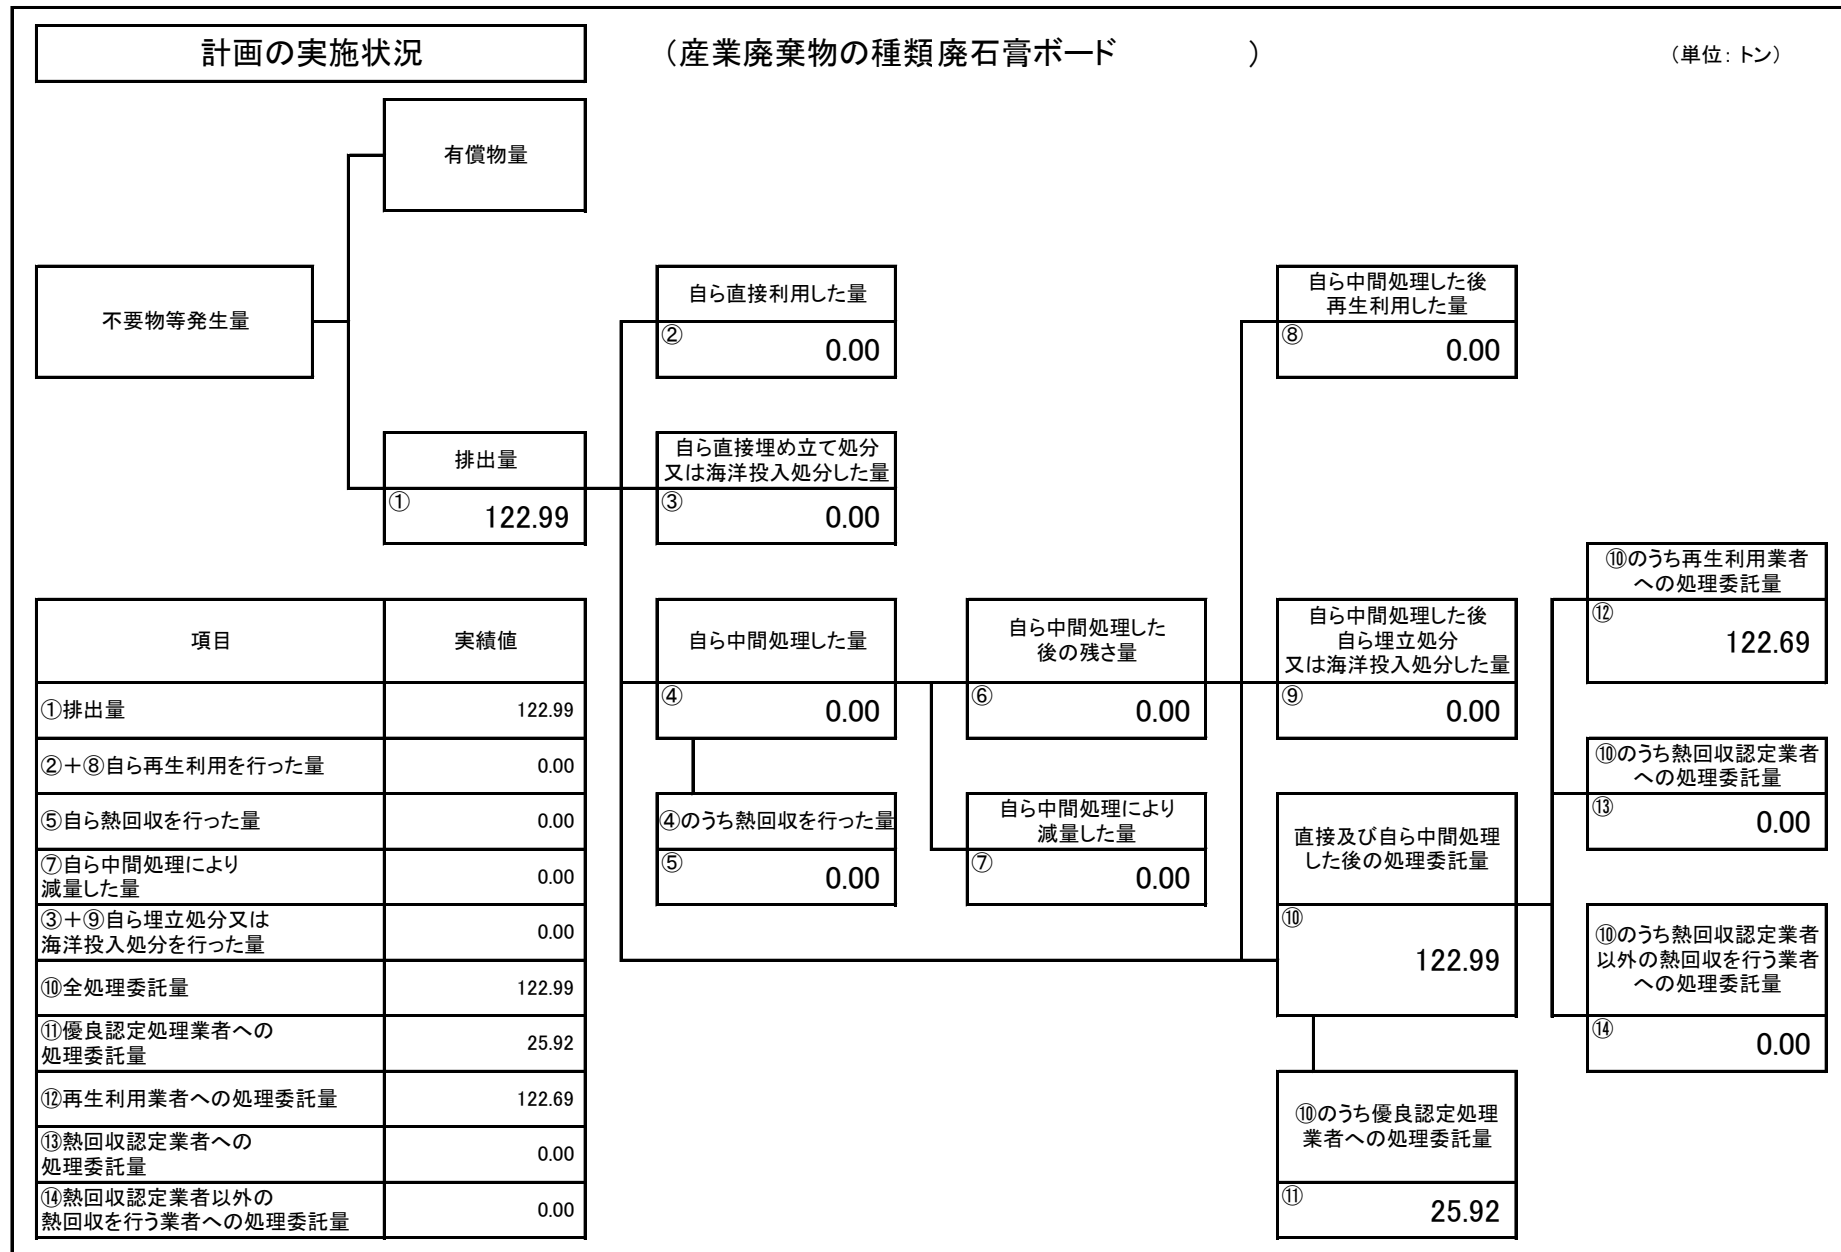 計画の実施状況
（産業廃棄物の種類廃石膏ボード　　　　）
（単位：トン）
有償物量
不要物等発生量
自ら直接利用した量
② 0.00
自ら中間処理した後
再生利用した量
⑧ 0.00
排出量
① 122.99
自ら直接埋め立て処分
又は海洋投入処分した量
③ 0.00
⑩のうち再生利用業者
への処理委託量
⑫ 122.69
自ら中間処理した量
④ 0.00
自ら中間処理した
後の残さ量
⑥ 0.00
自ら中間処理した後
自ら埋立処分
又は海洋投入処分した量
⑨ 0.00
⑩のうち熱回収認定業者
への処理委託量
⑬ 0.00
④のうち熱回収を行った量
⑤ 0.00
自ら中間処理により
減量した量
⑦ 0.00
直接及び自ら中間処理
した後の処理委託量
⑩ 122.99
⑩のうち熱回収認定業者
以外の熱回収を行う業者
への処理委託量
⑭ 0.00
⑩のうち優良認定処理
業者への処理委託量
⑪ 25.92
項目 実績値
①排出量 122.99
②＋⑧自ら再生利用を行った量 0.00
⑤自ら熱回収を行った量 0.00
⑦自ら中間処理により
減量した量 0.00
③＋⑨自ら埋立処分又は
海洋投入処分を行った量 0.00
⑩全処理委託量 122.99
⑪優良認定処理業者への
処理委託量 25.92
⑫再生利用業者への処理委託量 122.69
⑬熱回収認定業者への
処理委託量 0.00
⑭熱回収認定業者以外の
熱回収を行う業者への処理委託量 0.00